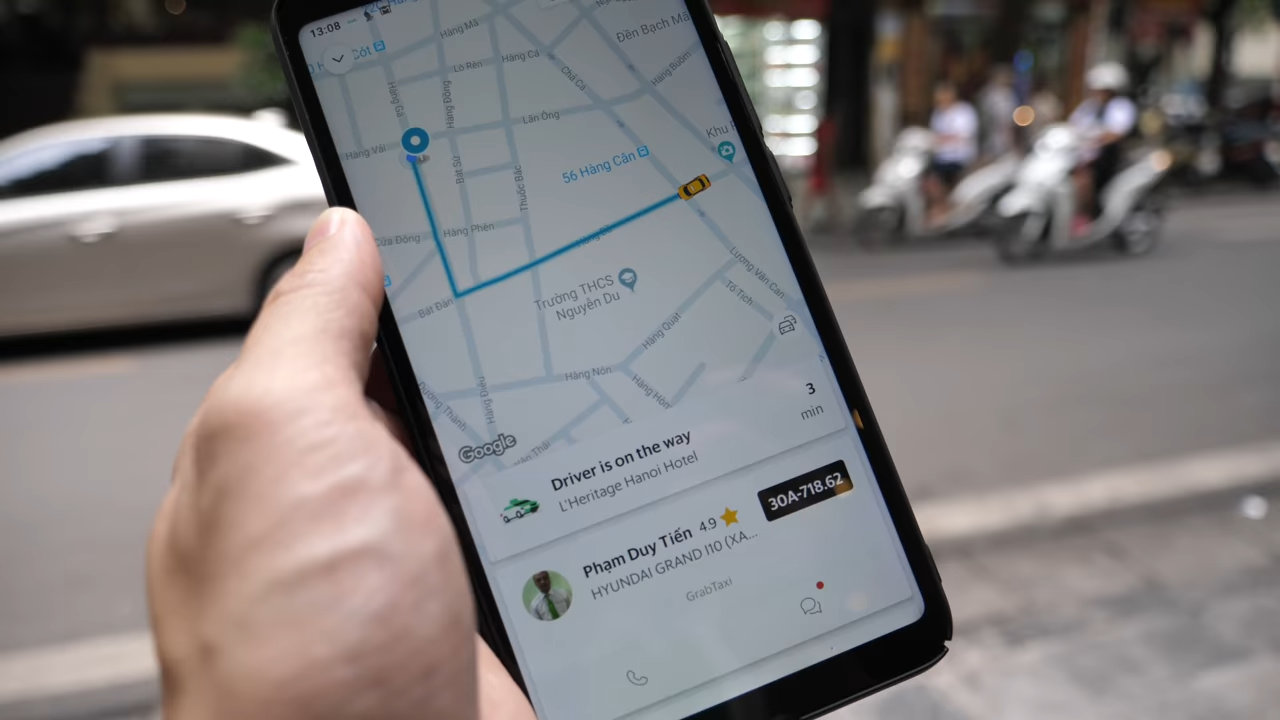 13:08
Hàng Mã
Đền Bạch Mã
Lò Rèn
Hàng Cá
Chả Cá
Hàng Buồm
Hàng Gà
Hàng Đồng
Lãn Ông
Hàng Vải
Bát Sứ
Thuốc Bắc
56 Hàng Cân
Khu
Cửa Đông
Hàng Phèn
Bát Đàn
Trường THCS
Nguyễn Du
Lương Văn Can
Tô Tịch
Hàng Quạt
Hàng Nón
Hàng Hòm
Hàng Điếu
Đường Thành
Google
3
min
Driver is on the way
L'Heritage Hanoi Hotel
30A-718.62
Phạm Duy Tiến 4.9
HYUNDAI GRAND I10 (XA...
GrabTaxi